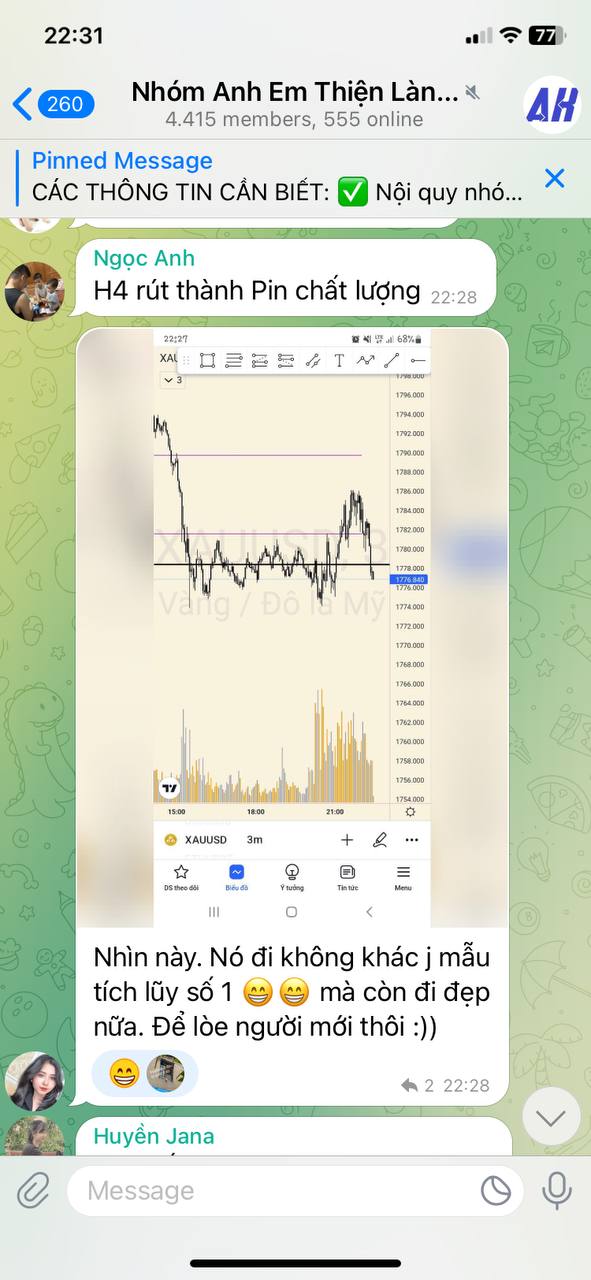 22:31
77
260
Nhóm Anh Em Thiện Làn...
4.415 members, 555 online
AK
Pinned Message
CÁC THÔNG TIN CẦN BIẾT: ✅ Nội quy nhó...
Ngọc Anh
H4 rút thành Pin chất lượng 22:28
22:27
68%
XAU
T
3
1798.000
1796.000
1794.000
1792.000
1790.000
1788.000
1786.000
1784.000
1782.000
1780.000
1778.000
1776.840
1776.000
1774.000
1772.000
1770.000
1768.000
1766.000
1764.000
1762.000
1760.000
1758.000
1756.000
1754.000
XAUUSD, 3
Vàng / Đô la Mỹ
15:00 18:00 21:00
XAUUSD 3m
DS theo dõi Biểu đồ Ý tưởng Tin tức Menu
Nhìn này. Nó đi không khác j mẫu
tích lũy số 1 😁 😁 mà còn đi đẹp
nữa. Để lòe người mới thôi :))
😁
2 22:28
Huyền Jana
Message